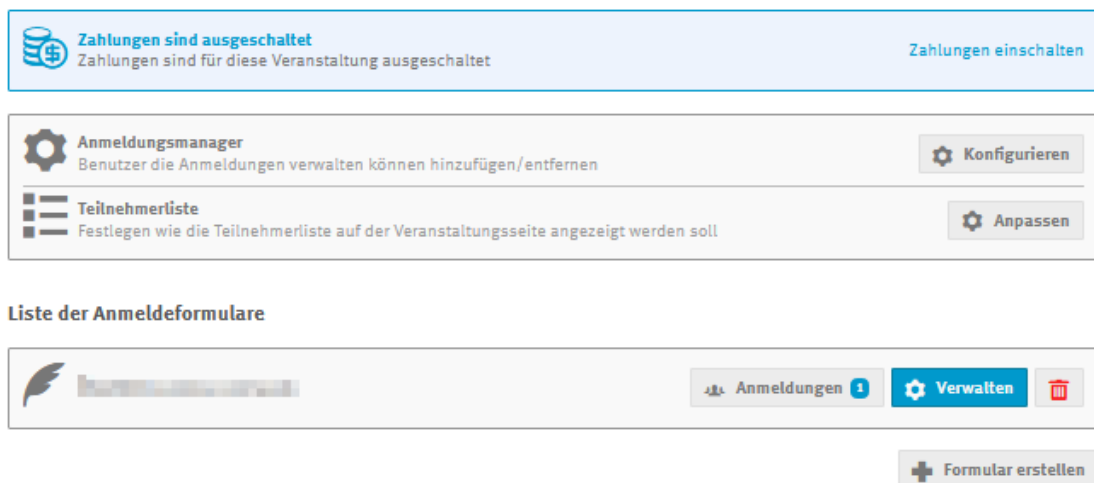 Zahlungen sind ausgeschaltet
Zahlungen sind für diese Veranstaltung ausgeschaltet
Zahlungen einschalten
Anmeldungsmanager
Benutzer die Anmeldungen verwalten können hinzufügen/entfernen
Konfigurieren
Teilnehmerliste
Festlegen wie die Teilnehmerliste auf der Veranstaltungsseite angezeigt werden soll
Anpassen
Liste der Anmeldeformulare
Anmeldungen 1
Verwalten
Formular erstellen